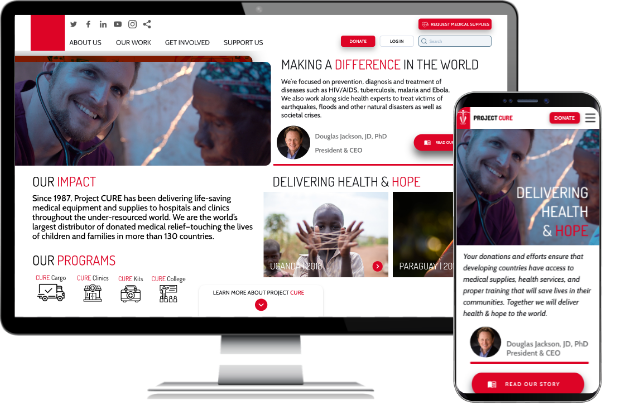 REQUEST MEDICAL SUPPLIES
ABOUT US OUR WORK GET INVOLVED SUPPORT US
DONATE LOG IN Search
MAKING A DIFFERENCE IN THE WORLD
We're focused on prevention, diagnosis and treatment of
diseases such as HIV/AIDS, tuberculosis, malaria and Ebola.
We also work along side health experts to treat victims of
earthquakes, floods and other natural disasters as well as
societal crises.
Douglas Jackson, JD, PhD
President & CEO
READ OU
OUR IMPACT
Since 1987, Project CURE has been delivering life-saving
medical equipment and supplies to hospitals and clinics
throughout the under-resourced world. We are the world's
largest distributor of donated medical relief—touching the lives
of children and families in more than 130 countries.
OUR PROGRAMS
CURE Cargo CURE Clinics CURE Kits CURE College
DELIVERING HEALTH & HOPE
UGANDA | 2018
PARAGUAY | 20
LEARN MORE ABOUT PROJECT CURE
PROJECT CURE
DONATE
DELIVERING
HEALTH
& HOPE
Your donations and efforts ensure that
developing countries have access to
medical supplies, health services, and
proper training that will save lives in their
communities. Together we will deliver
health & hope to the world.
Douglas Jackson, JD, PhD
President & CEO
READ OUR STORY